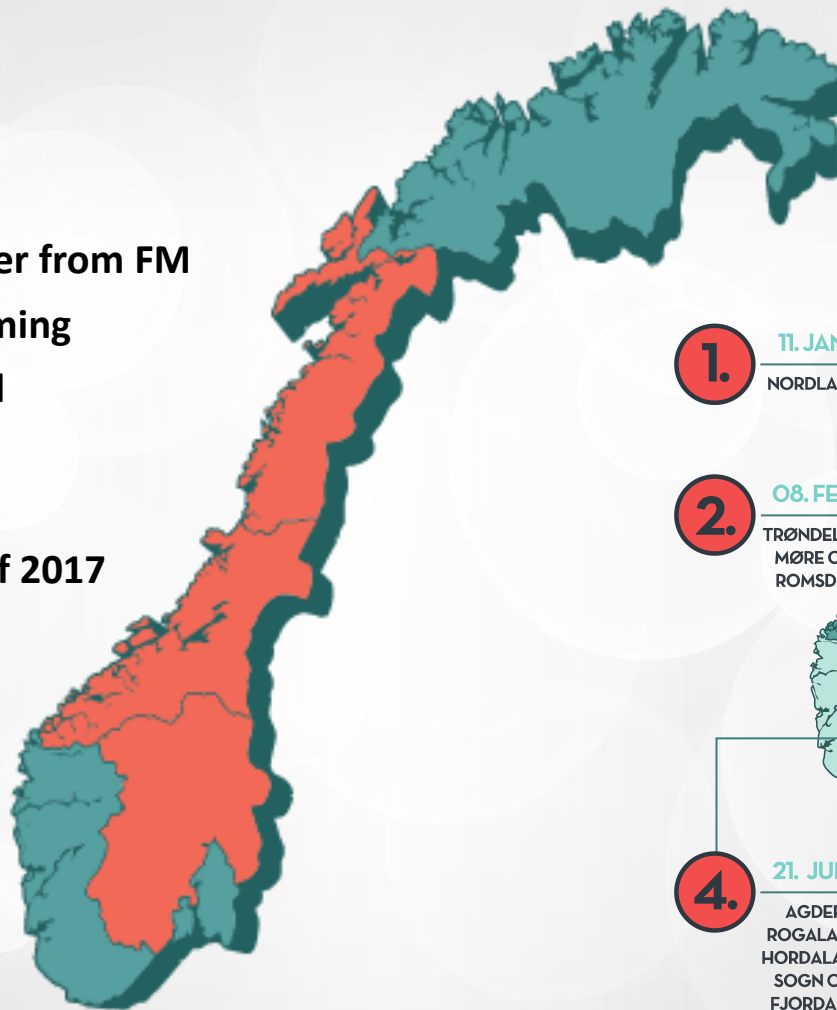 er from FM
ming
f 2017
1.
11. JAN
NORDLA
2.
08. FE
TRØNDEL
MØRE O
ROMSD
4.
21. JU
AGDE
ROGALA
HORDALA
SOGN O
FJORDA